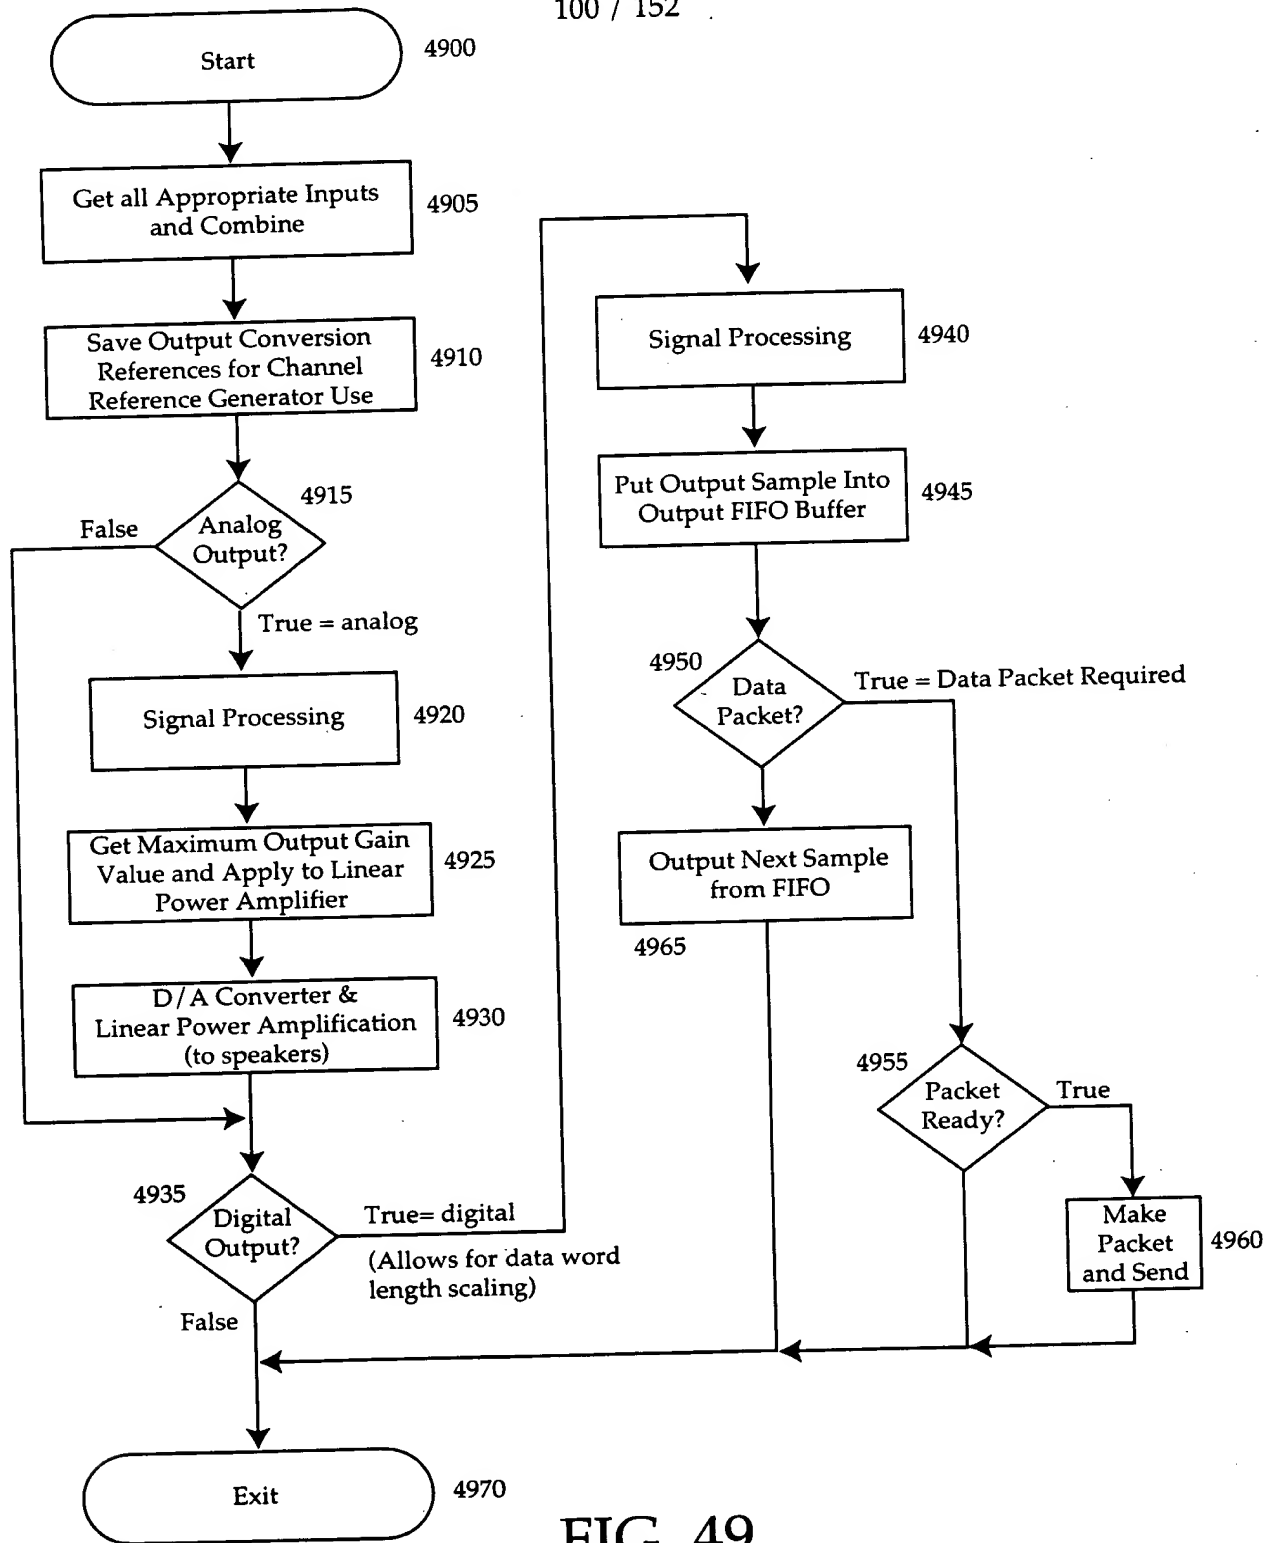 100 / 152
Start
4900
Get all Appropriate Inputs
and Combine
4905
Save Output Conversion
References for Channel
Reference Generator Use
4910
4915
Analog
Output?
False
True = analog
Signal Processing
4920
Get Maximum Output Gain
Value and Apply to Linear
Power Amplifier
4925
D/A Converter &
Linear Power Amplification
(to speakers)
4930
4935
Digital
Output?
True= digital
(Allows for data word
length scaling)
False
Signal Processing
4940
Put Output Sample Into
Output FIFO Buffer
4945
4950
Data
Packet?
True = Data Packet Required
Output Next Sample
from FIFO
4965
4955
Packet
Ready?
True
Make
Packet
and Send
4960
Exit
4970
FIG. 49